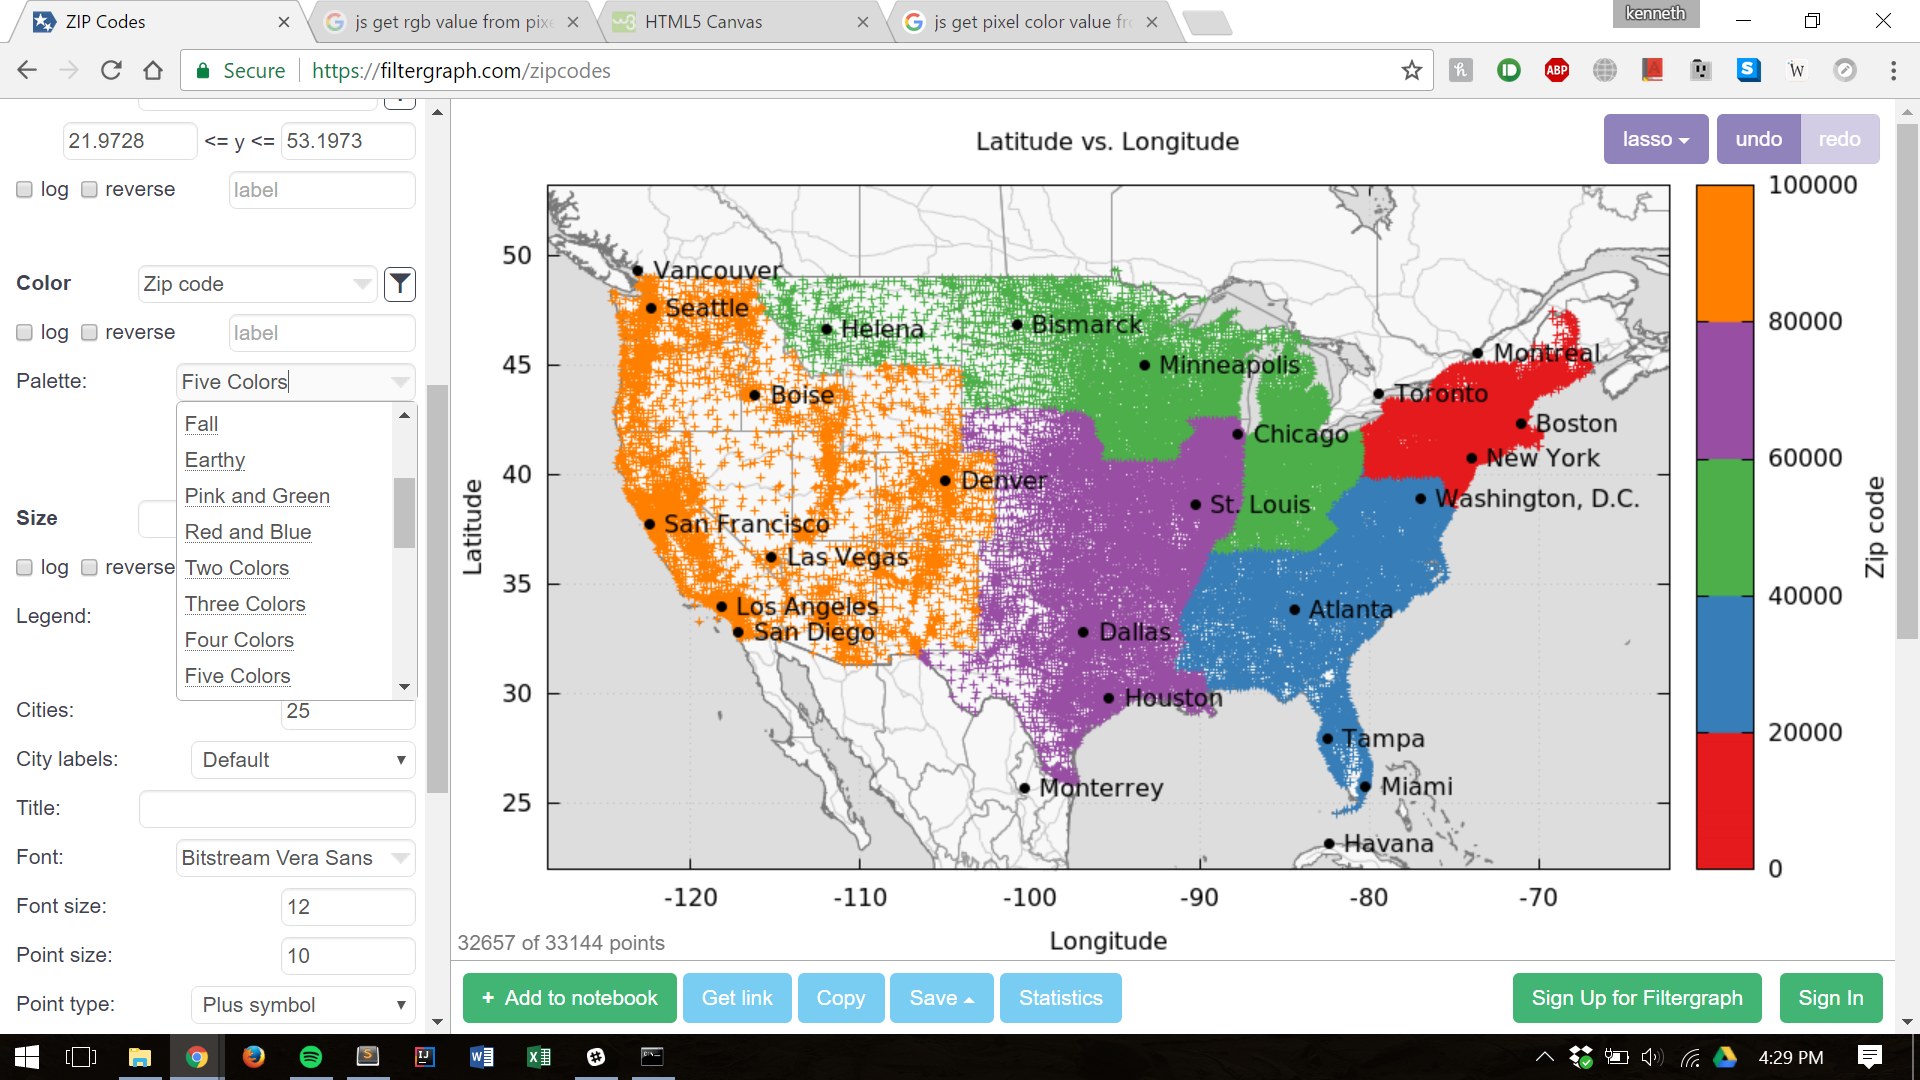 kenneth
ZIP Codes
js get rgb value from pix
HTML5 Canvas
js get pixel color value fr
Secure
https://filtergraph.com/zipcodes
ABP
S
W
21.9728 <= y <= 53.1973
log reverse label
Color Zip code
log reverse label
Palette: Five Colors
Fall
Earthy
Pink and Green
Red and Blue
Two Colors
Three Colors
Four Colors
Five Colors
Size
log reverse
Legend:
Cities: 25
City labels: Default
Title:
Font: Bitstream Vera Sans
Font size: 12
Point size: 10
Point type: Plus symbol
Latitude vs. Longitude
lasso
undo
redo
50
45
40
35
30
25
Latitude
Vancouver
Seattle
Helena
Bismarck
Minneapolis
Montreal
Toronto
Boise
Boston
Chicago
New York
Denver
Washington, D.C.
St. Louis
San Francisco
Las Vegas
Los Angeles
Atlanta
San Diego
Dallas
Houston
Tampa
Monterrey
Miami
Havana
-120 -110 -100 -90 -80 -70
Longitude
100000
80000
60000
40000
20000
0
Zip code
32657 of 33144 points
+ Add to notebook
Get link
Copy
Save
Statistics
Sign Up for Filtergraph
Sign In
4:29 PM